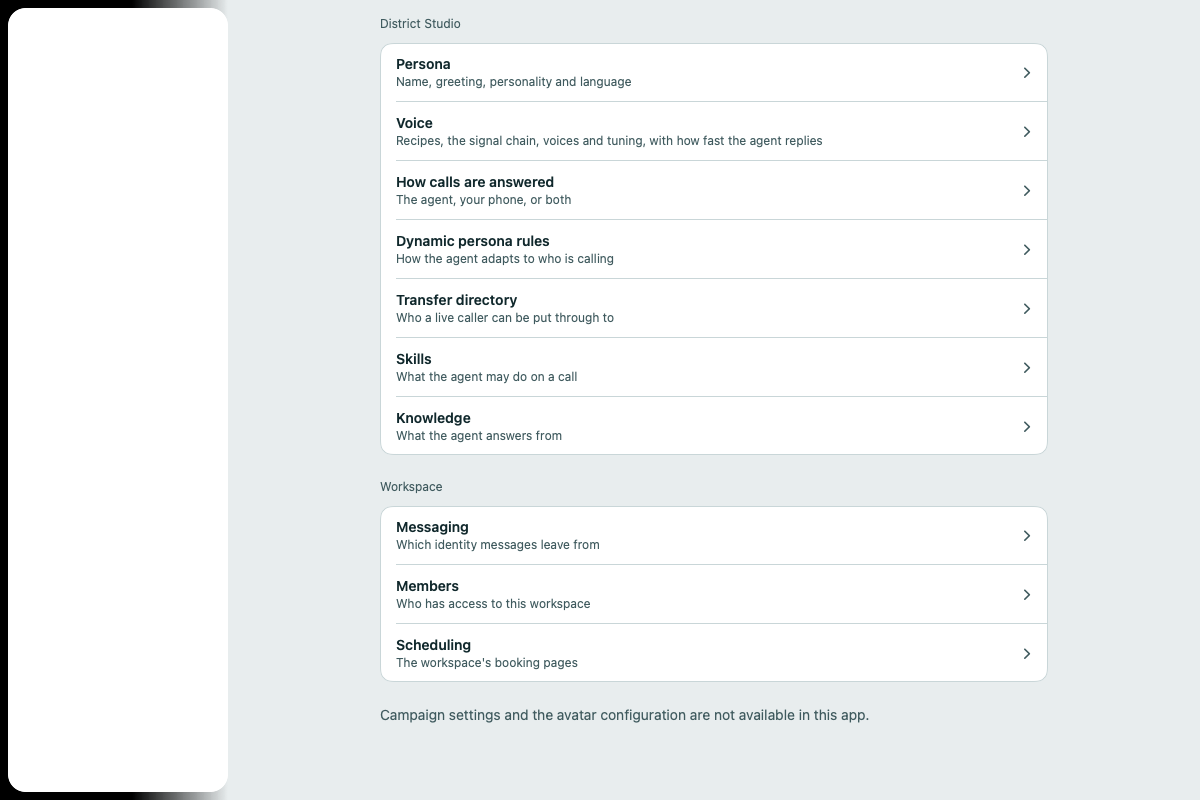 District Studio
Persona
Name, greeting, personality and language
Voice
Recipes, the signal chain, voices and tuning, with how fast the agent replies
How calls are answered
The agent, your phone, or both
Dynamic persona rules
How the agent adapts to who is calling
Transfer directory
Who a live caller can be put through to
Skills
What the agent may do on a call
Knowledge
What the agent answers from
Workspace
Messaging
Which identity messages leave from
Members
Who has access to this workspace
Scheduling
The workspace's booking pages
Campaign settings and the avatar configuration are not available in this app.